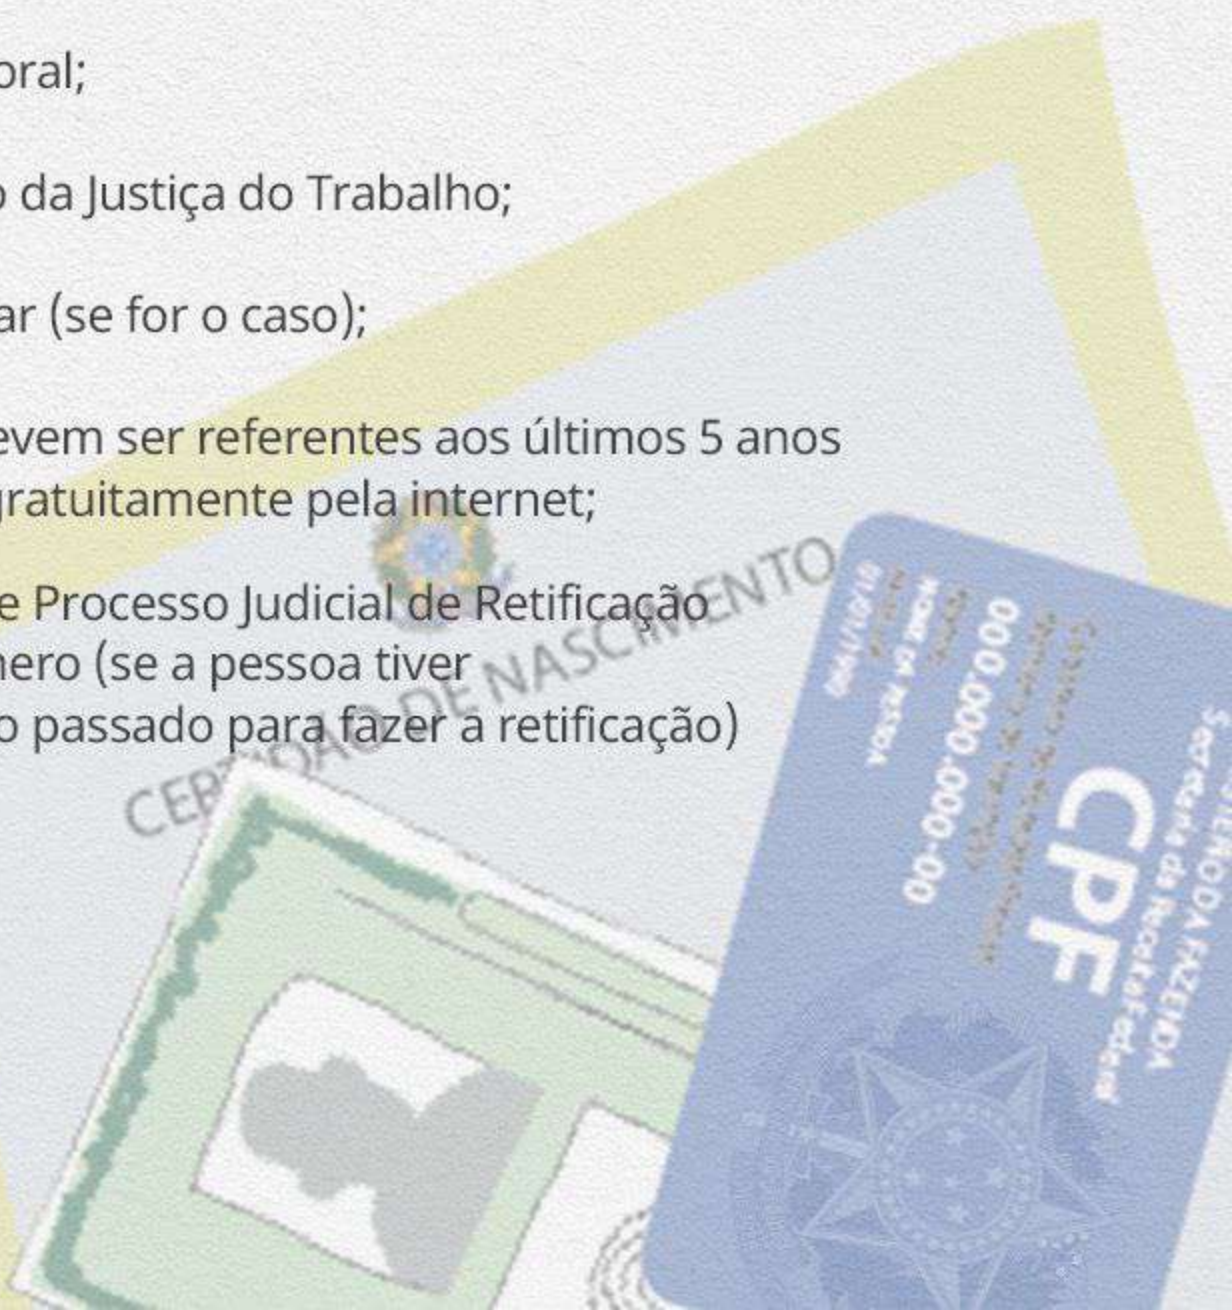 oral;
o da Justiça do Trabalho;
ar (se for o caso);
evem ser referentes aos últimos 5 anos
gratuitamente pela internet;
e Processo Judicial de Retificação
nero (se a pessoa tiver
o passado para fazer a retificação)
CERTIDÃO DE NASCIMENTO
DA FAZENDA
Secretaria da Receita Federal
CPF
000.000.000-00